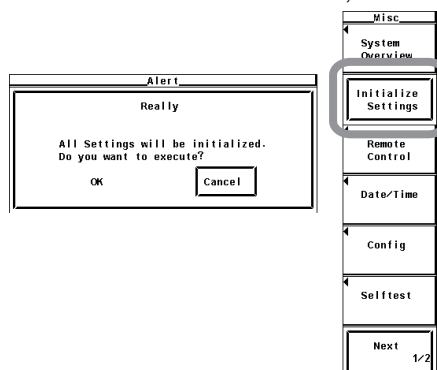 Alert
Really
All Settings will be initialized.
Do you want to execute?
OK
Cancel
Misc
System
Overview
Initialize
Settings
Remote
Control
Date/Time
Config
Selftest
Next
1/2